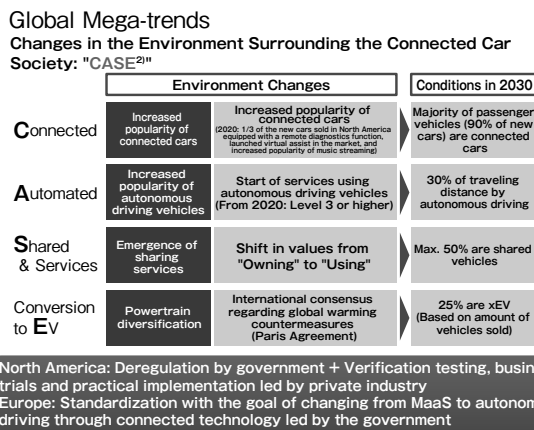 Global Mega-trends
Changes in the Environment Surrounding the Connected Car
Society: "CASE²⁾"
Environment Changes
Conditions in 2030
Connected
Increased
popularity of
connected cars
Increased popularity of
connected cars
(2020: 1/3 of the new cars sold in North America
equipped with a remote diagnostics function,
launched virtual assist in the market, and
increased popularity of music streaming)
Majority of passenger
vehicles (90% of new
cars) are connected
cars
Automated
Increased
popularity of
autonomous
driving vehicles
Start of services using
autonomous driving vehicles
(From 2020: Level 3 or higher)
30% of traveling
distance by
autonomous driving
Shared
& Services
Emergence of
sharing
services
Shift in values from
"Owning" to "Using"
Max. 50% are shared
vehicles
Conversion
to EV
Powertrain
diversification
International consensus
regarding global warming
countermeasures
(Paris Agreement)
25% are xEV
(Based on amount of
vehicles sold)
North America: Deregulation by government + Verification testing, busin
trials and practical implementation led by private industry
Europe: Standardization with the goal of changing from MaaS to autonom
driving through connected technology led by the government